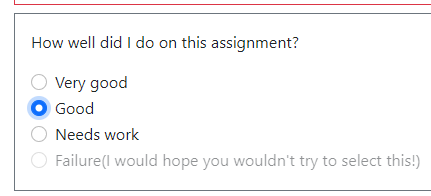 How well did I do on this assignment?
Very good
Good
Needs work
Failure(I would hope you wouldn't try to select this!)